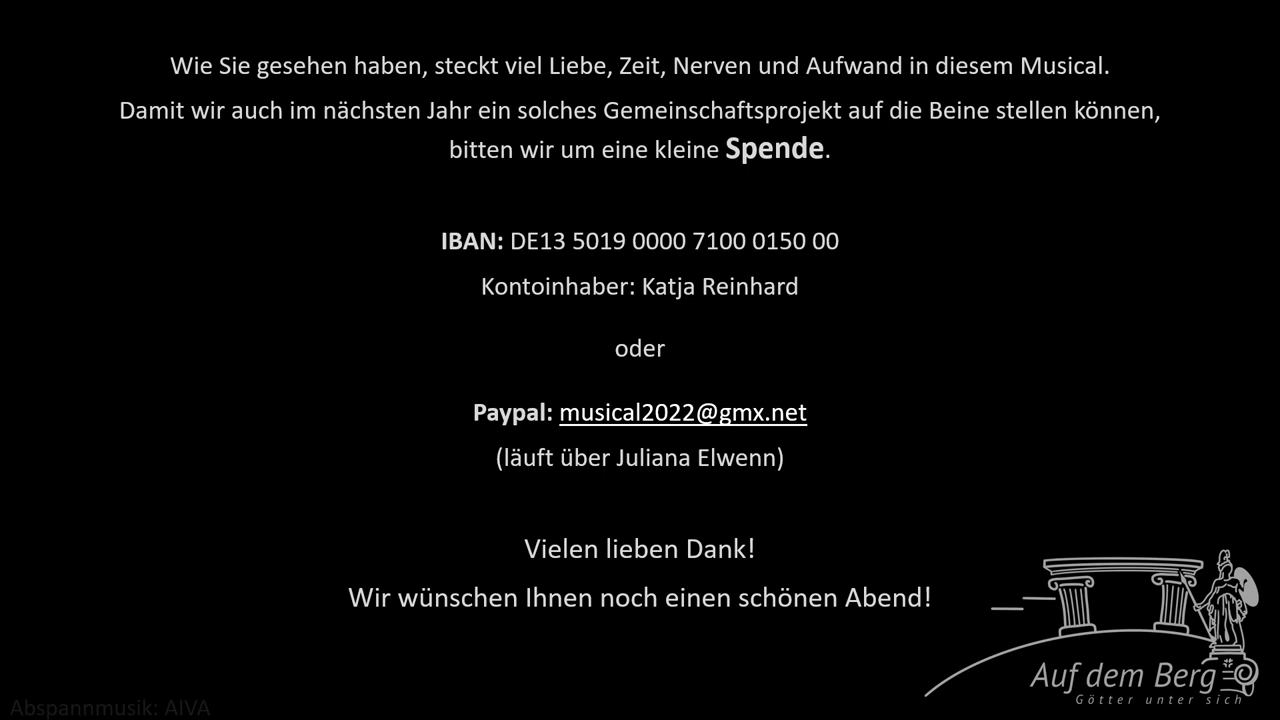 Wie Sie gesehen haben, steckt viel Liebe, Zeit, Nerven und Aufwand in diesem Musical.
Damit wir auch im nächsten Jahr ein solches Gemeinschaftsprojekt auf die Beine stellen können,
bitten wir um eine kleine Spende.
IBAN: DE13 5019 0000 7100 0150 00
Kontoinhaber: Katja Reinhard
oder
Paypal: musical2022@gmx.net
(läuft über Juliana Elwenn)
Vielen lieben Dank!
Wir wünschen Ihnen noch einen schönen Abend!
Auf dem Berg
Götter unter sich
Abspannmusik: AIVA